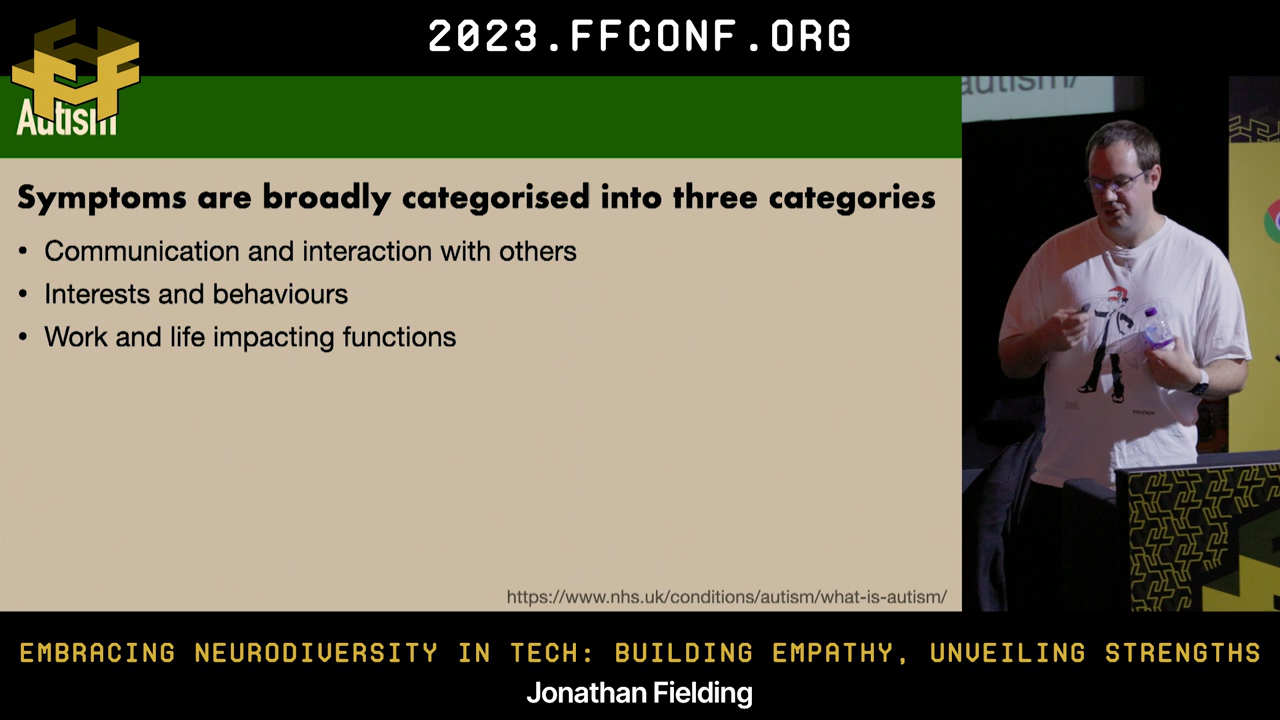 2023.FFCONF.ORG
Autism
autism/
Symptoms are broadly categorised into three categories
• Communication and interaction with others
• Interests and behaviours
• Work and life impacting functions
https://www.nhs.uk/conditions/autism/what-is-autism/
EMBRACING NEURODIVERSITY IN TECH: BUILDING EMPATHY, UNVEILING STRENGTHS
Jonathan Fielding